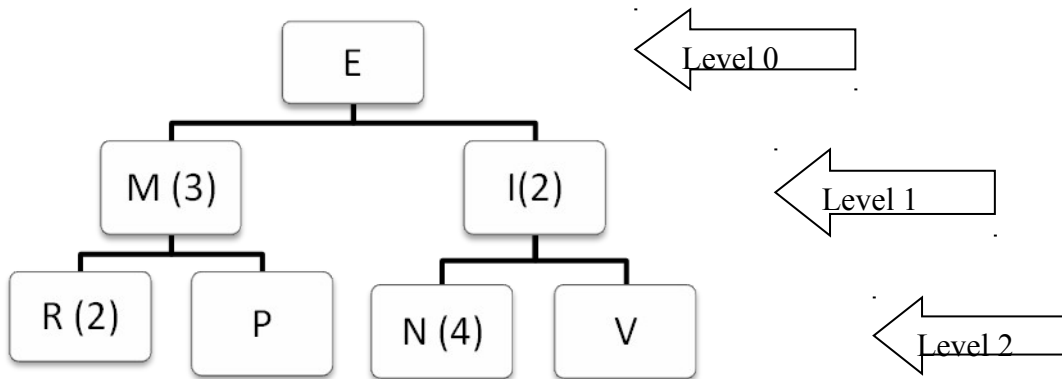 E
Level 0
M (3)
I(2)
Level 1
R (2)
P
N (4)
V
Level 2